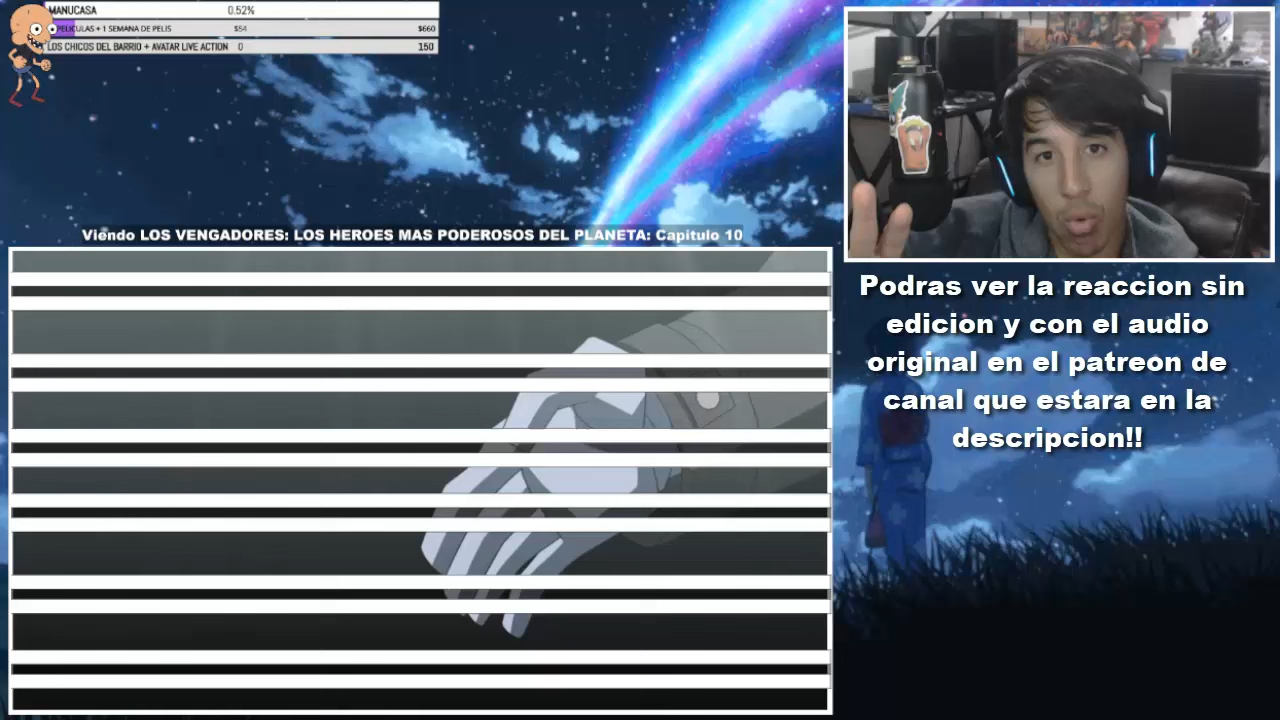 MANUCASA 0.52%
PELICULAS + 1 SEMANA DE PELIS $54 $660
LOS CHICOS DEL BARRIO + AVATAR LIVE ACTION 0 150
Viendo LOS VENGADORES: LOS HEROES MAS PODEROSOS DEL PLANETA: Capitulo 10
Podras ver la reaccion sin
edicion y con el audio
original en el patreon de
canal que estara en la
descripcion!!